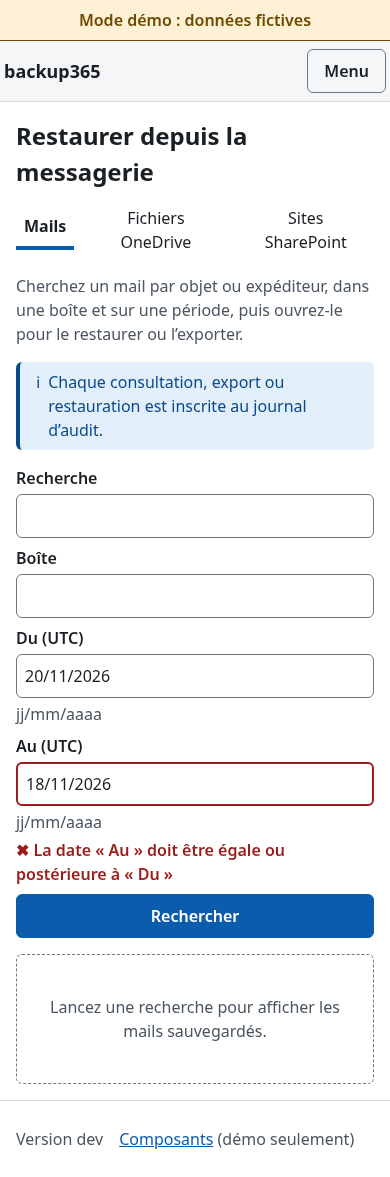 Mode démo : données fictives
backup365
Menu
Restaurer depuis la
messagerie
Mails
Fichiers
OneDrive
Sites
SharePoint
Cherchez un mail par objet ou expéditeur, dans
une boîte et sur une période, puis ouvrez-le
pour le restaurer ou l’exporter.
i Chaque consultation, export ou
restauration est inscrite au journal
d’audit.
Recherche
Boîte
Du (UTC)
20/11/2026
jj/mm/aaaa
Au (UTC)
18/11/2026
jj/mm/aaaa
✖ La date « Au » doit être égale ou
postérieure à « Du »
Rechercher
Lancez une recherche pour afficher les
mails sauvegardés.
Version dev Composants (démo seulement)